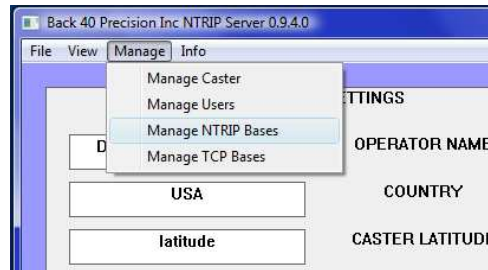 Back 40 Precision Inc NTRIP Server 0.9.4.0
File View Manage Info
Manage Caster
Manage Users
Manage NTRIP Bases
Manage TCP Bases
TTINGS
D
OPERATOR NAME
USA
COUNTRY
latitude
CASTER LATITUD